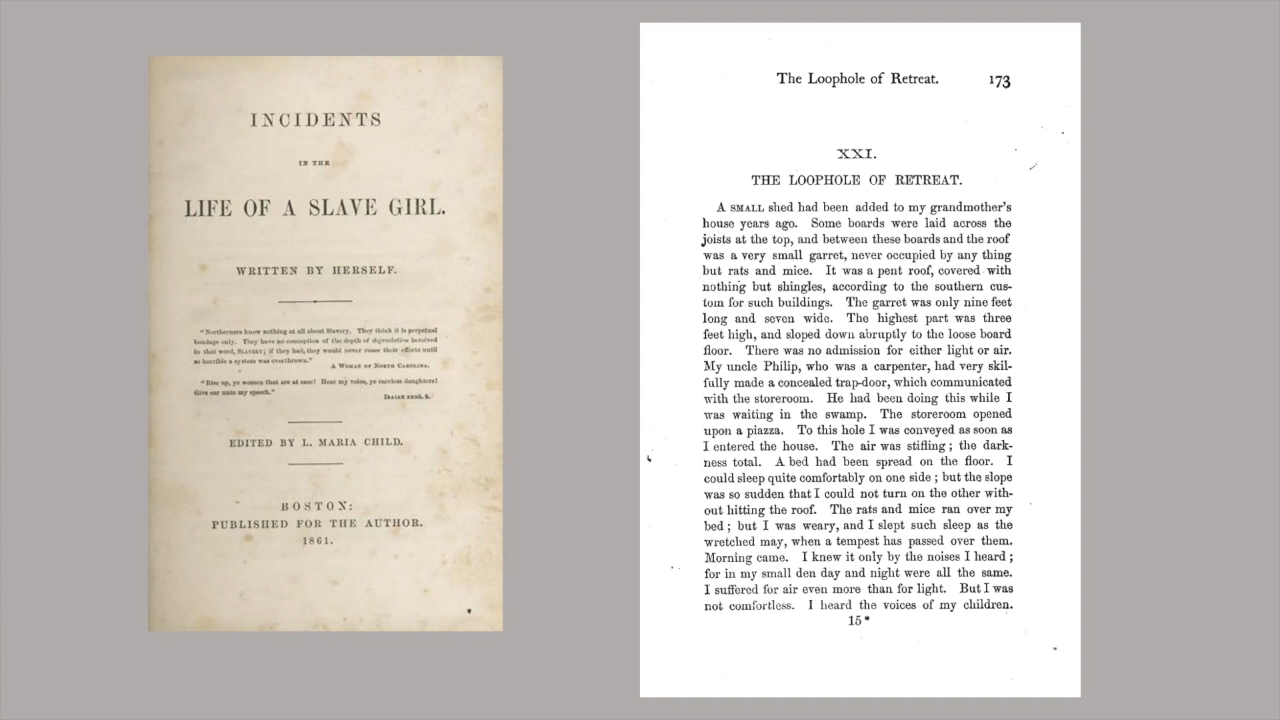 INCIDENTS
IN THE
LIFE OF A SLAVE GIRL.
WRITTEN BY HERSELF.
"Northerners know nothing at all about Slavery. They think it is perpetual
bondage only. They have no conception of the depth of degradation involved
in that word, SLAVERY; if they had, they would never cease their efforts until
so horrible a system was overthrown."
A WOMAN OF NORTH CAROLINA.
"Rise up, ye women that are at ease! Hear my voice, ye careless daughters!
Give ear unto my speech."
ISAIAH xxxii. 9.
EDITED BY L. MARIA CHILD.
BOSTON:
PUBLISHED FOR THE AUTHOR.
1861.
The Loophole of Retreat. 173
XXI.
THE LOOPHOLE OF RETREAT.
A SMALL shed had been added to my grandmother's
house years ago. Some boards were laid across the
joists at the top, and between these boards and the roof
was a very small garret, never occupied by any thing
but rats and mice. It was a pent roof, covered with
nothing but shingles, according to the southern cus-
tom for such buildings. The garret was only nine feet
long and seven wide. The highest part was three
feet high, and sloped down abruptly to the loose board
floor. There was no admission for either light or air.
My uncle Philip, who was a carpenter, had very skil-
fully made a concealed trap-door, which communicated
with the storeroom. He had been doing this while I
was waiting in the swamp. The storeroom opened
upon a piazza. To this hole I was conveyed as soon as
I entered the house. The air was stifling; the dark-
ness total. A bed had been spread on the floor. I
could sleep quite comfortably on one side; but the slope
was so sudden that I could not turn on the other with-
out hitting the roof. The rats and mice ran over my
bed; but I was weary, and I slept such sleep as the
wretched may, when a tempest has passed over them.
Morning came. I knew it only by the noises I heard;
for in my small den day and night were all the same.
I suffered for air even more than for light. But I was
not comfortless. I heard the voices of my children.
15*